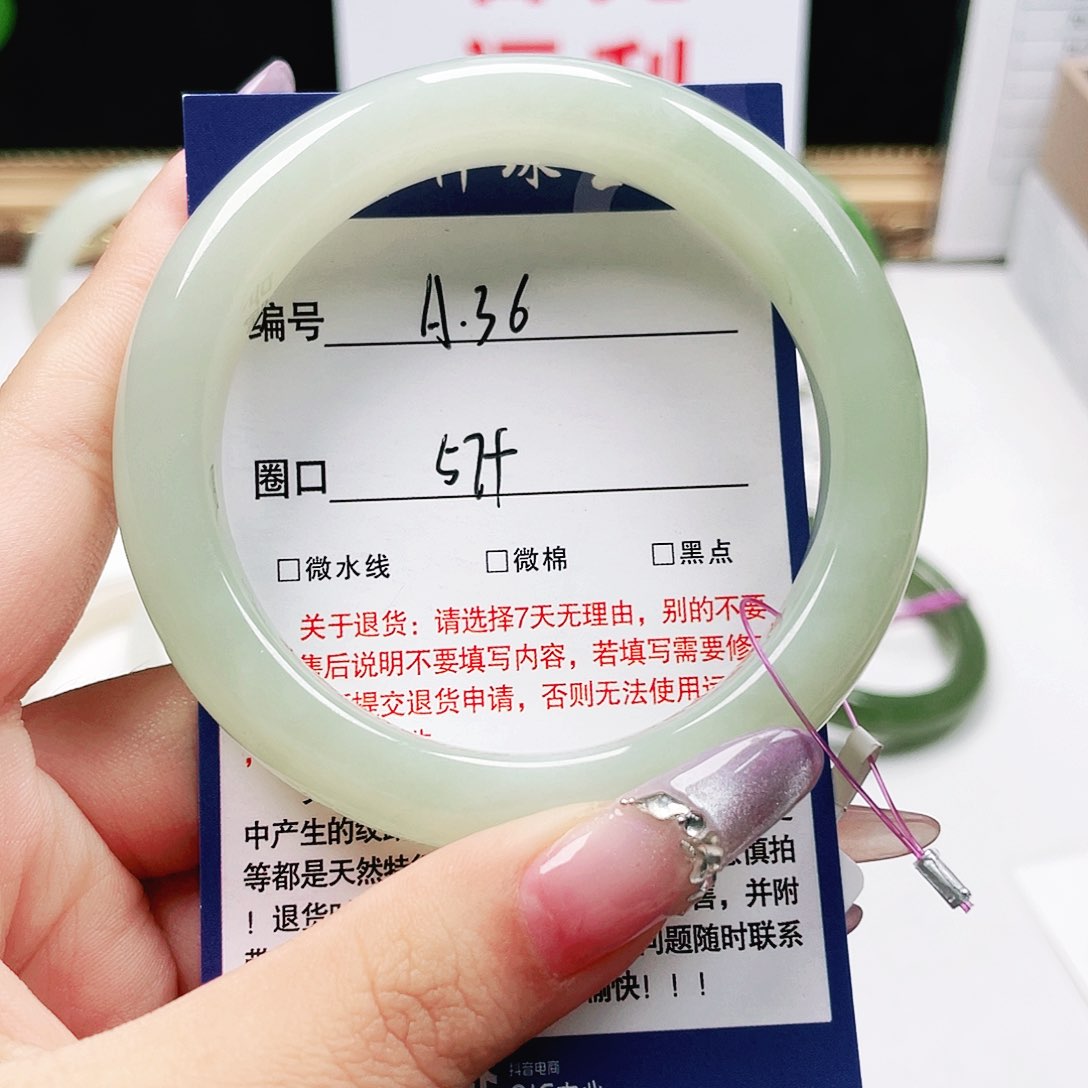 编号 A.36
圈口 57+
□微水线 □微棉 □黑点
关于退货：请选择7天无理由，别的不要
售后说明不要填写内容，若填写需要修
提交退货申请，否则无法使用
中产生的纹
等都是天然特 慎拍
！退货 售，并附
问题随时联系
愉快！！！
抖音电商